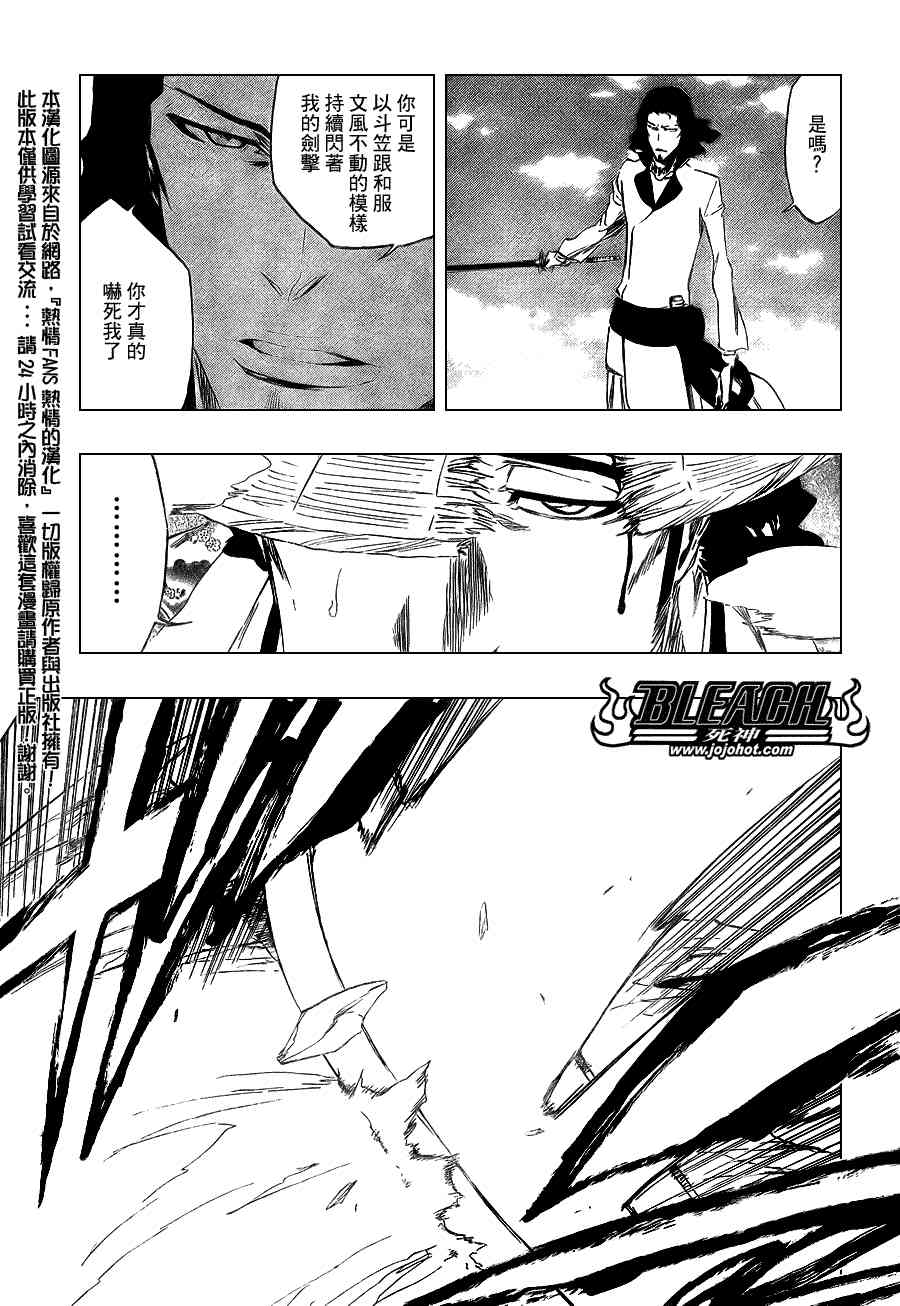 是嗎?
你可是
以斗笠跟和服
文風不動的模樣
持續閃著
我的劍擊
你才真的
嚇死我了
…………
BLEACH
死神
www.jojohot.com
本漢化圖源來自於網路，『熱情FANS熱情的漢化』一切版權歸原作者與出版社擁有！
此版本僅供學習試看交流…請24小時之內消除，喜歡這套漫畫請購買正版!!謝謝。